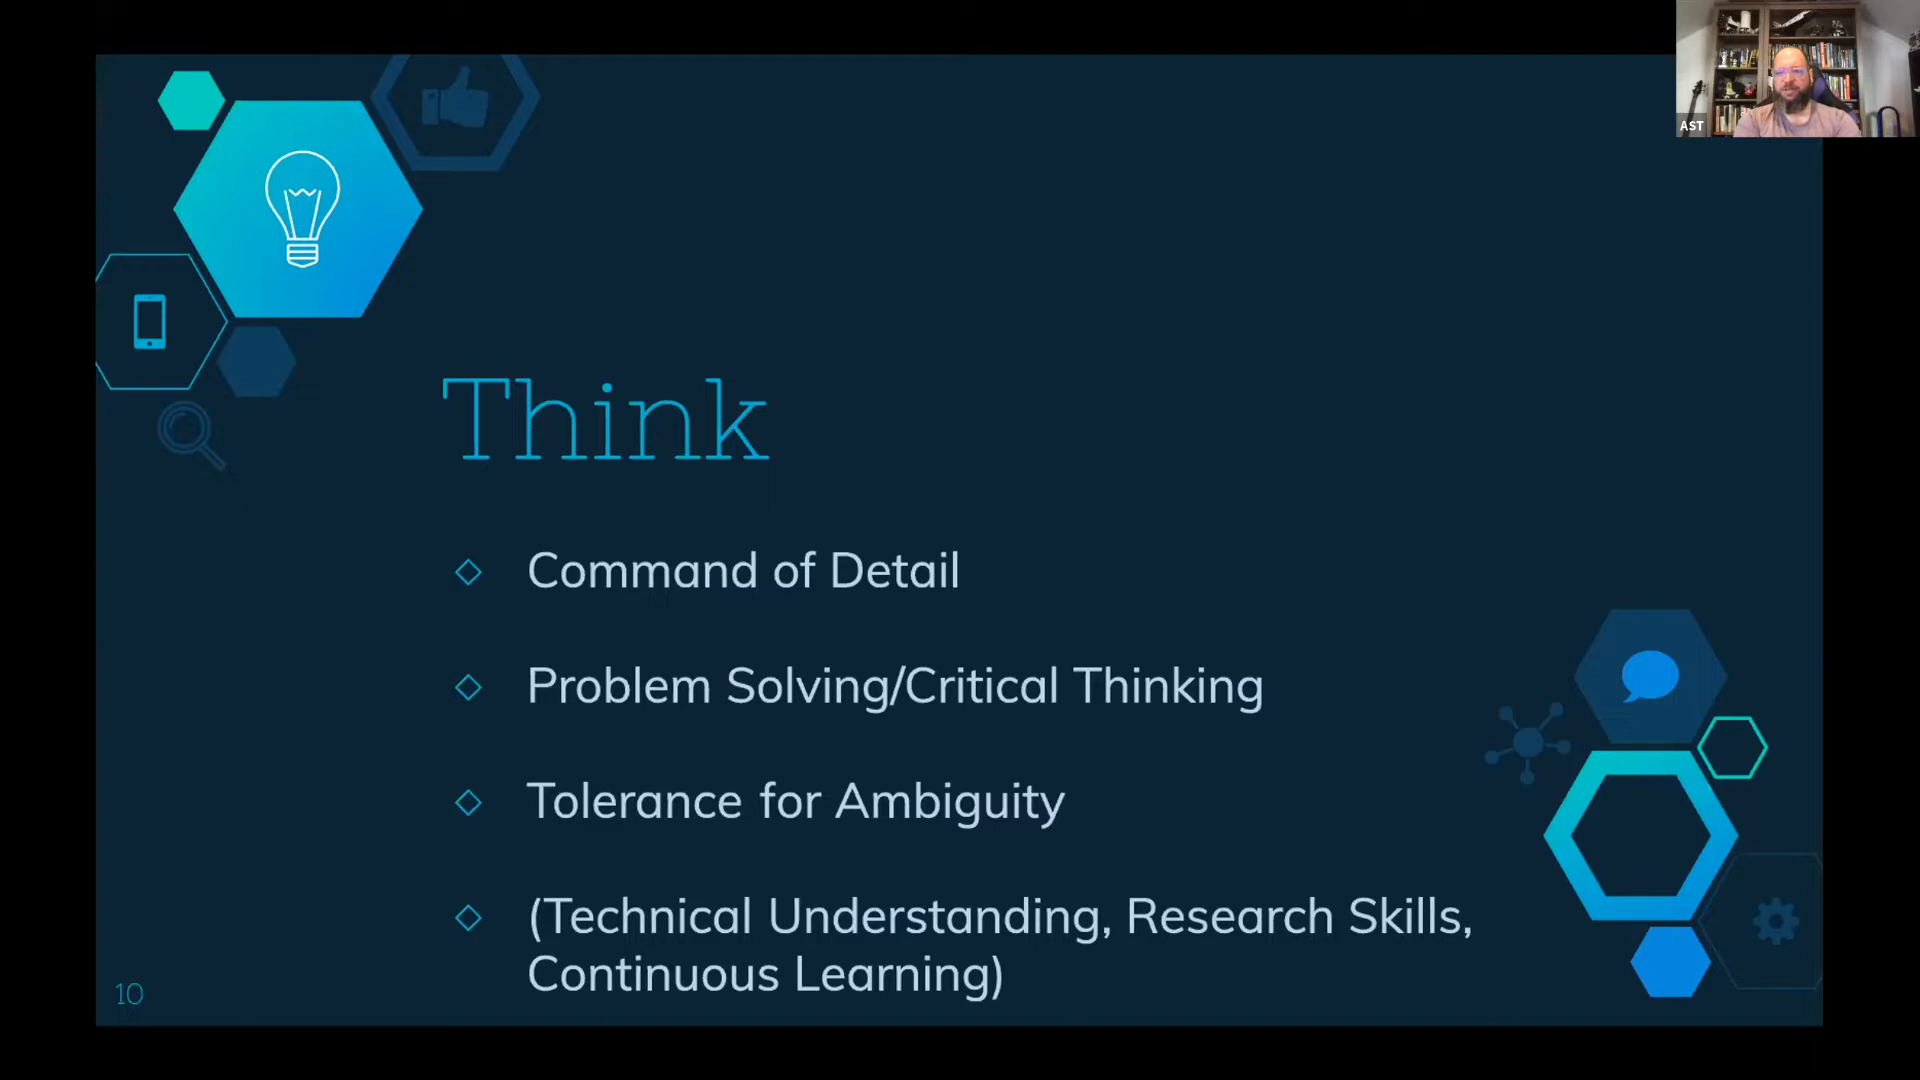 AST
Think
Command of Detail
Problem Solving/Critical Thinking
Tolerance for Ambiguity
(Technical Understanding, Research Skills,
Continuous Learning)
10